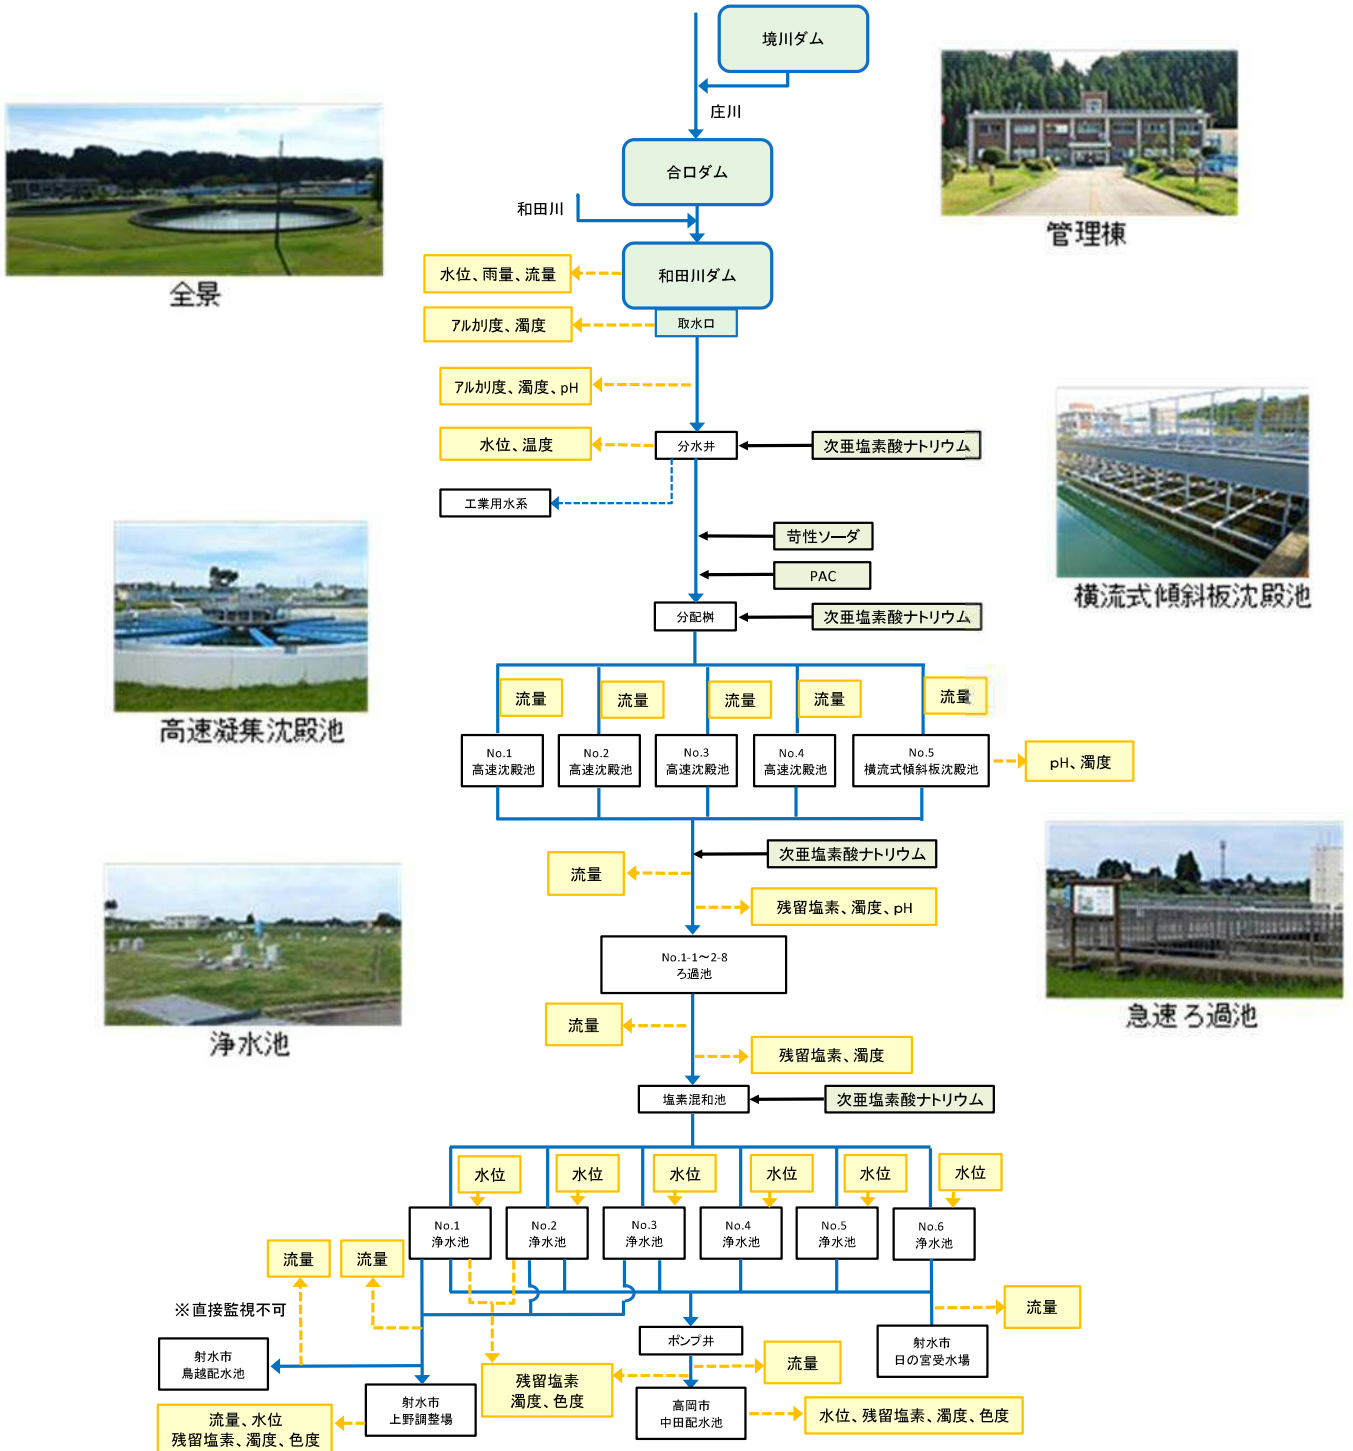 境川ダム
庄川
合口ダム
和田川
和田川ダム
水位、雨量、流量
取水口
アルカリ度、濁度
アルカリ度、濁度、pH
分水井
水位、温度
次亜塩素酸ナトリウム
工業用水系
苛性ソーダ
PAC
分配桝
次亜塩素酸ナトリウム
流量
流量
流量
流量
流量
No.1
高速沈殿池
No.2
高速沈殿池
No.3
高速沈殿池
No.4
高速沈殿池
No.5
横流式傾斜板沈殿池
pH、濁度
次亜塩素酸ナトリウム
流量
残留塩素、濁度、pH
No.1-1～2-8
ろ過池
流量
残留塩素、濁度
塩素混和池
次亜塩素酸ナトリウム
水位
水位
水位
水位
水位
水位
No.1
浄水池
No.2
浄水池
No.3
浄水池
No.4
浄水池
No.5
浄水池
No.6
浄水池
流量
流量
※直接監視不可
流量
射水市
鳥越配水池
射水市
上野調整場
流量、水位
残留塩素、濁度、色度
残留塩素
濁度、色度
ポンプ井
流量
高岡市
中田配水池
水位、残留塩素、濁度、色度
射水市
日の宮受水場
全景
管理棟
高速凝集沈殿池
横流式傾斜板沈殿池
浄水池
急速ろ過池